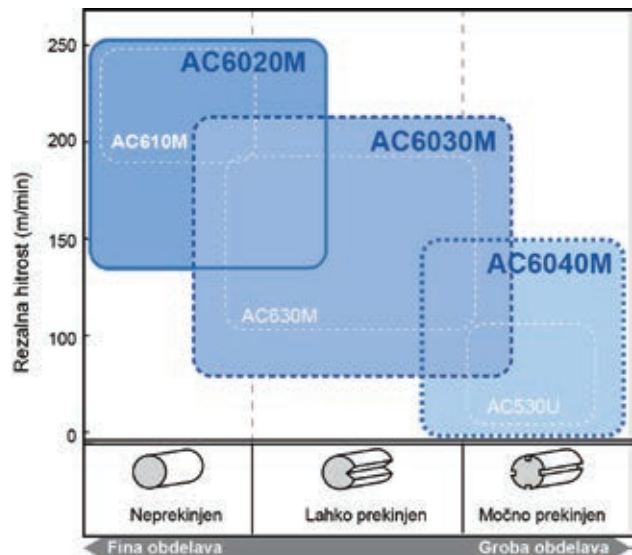 250
AC6020M
AC610M
200
AC6030M
150
AC6040M
AC630M
100
AC530U
0
Rezalna hitrost (m/min)
Neprekinjen
Lahko prekinjen
Močno prekinjen
Fina obdelava
Groba obdelava